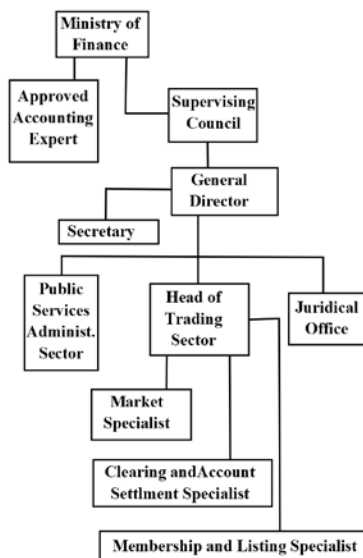 Ministry of
Finance
Approved
Accounting
Expert
Supervising
Council
General
Director
Secretary
Public
Services
Administ.
Sector
Head of
Trading
Sector
Juridical
Office
Market
Specialist
Clearing andAccount
Settlment Specialist
Membership and Listing Specialist